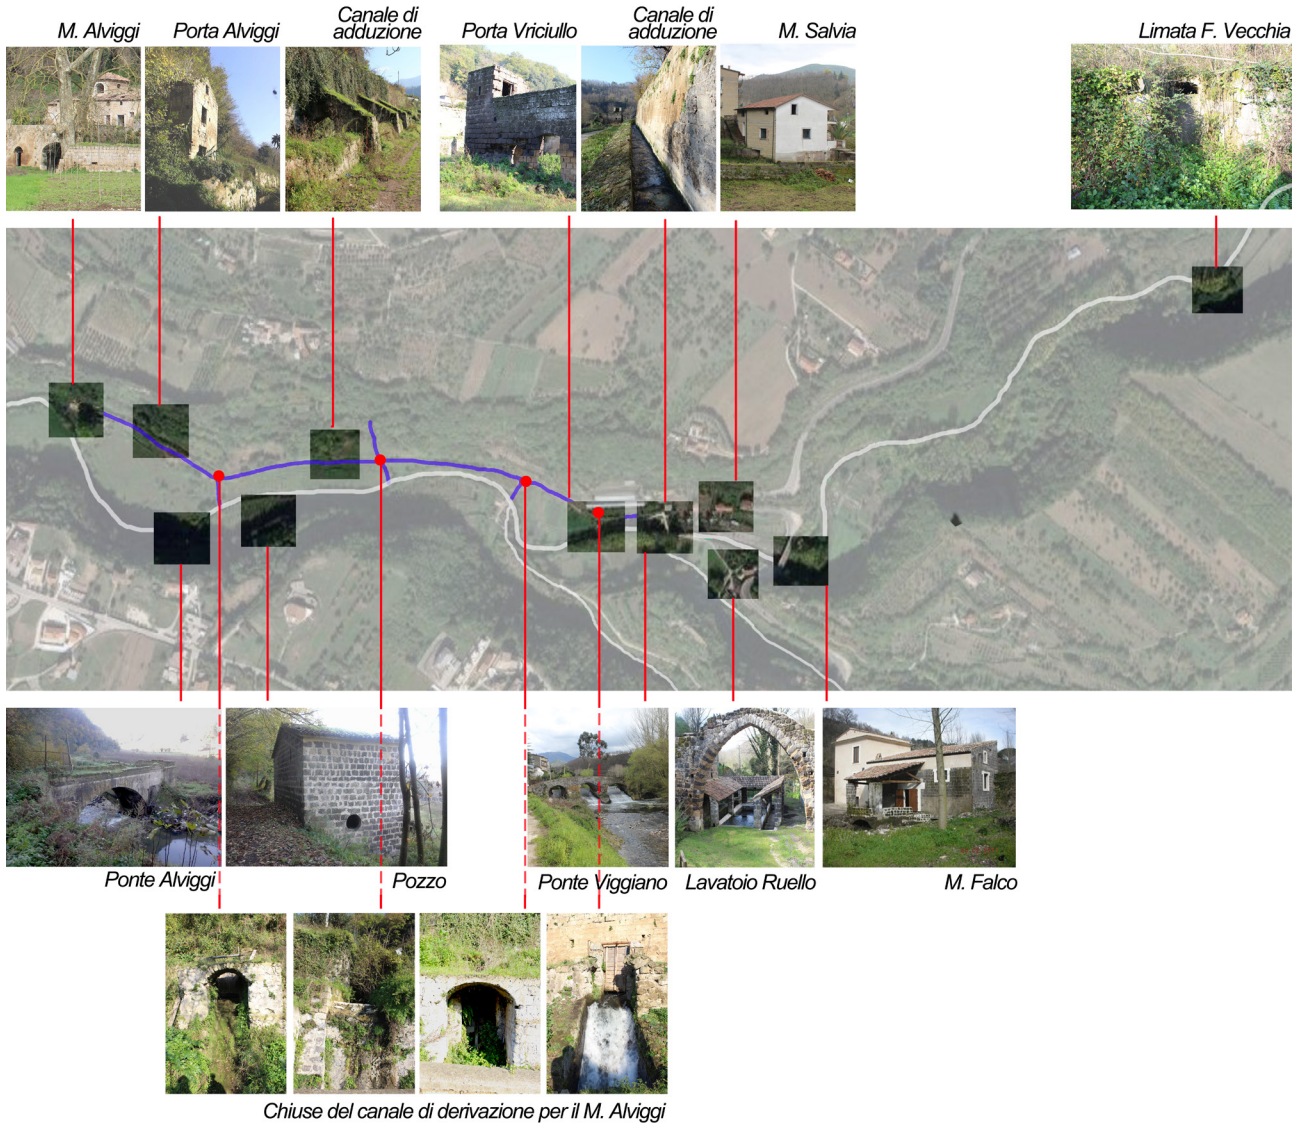 M. Alviggi
Porta Alviggi
Canale di
adduzione
Porta Vriciullo
Canale di
adduzione
M. Salvia
Limata F. Vecchia
Ponte Alviggi
Pozzo
Ponte Viggiano
Lavatoio Ruello
M. Falco
Chiuse del canale di derivazione per il M. Alviggi